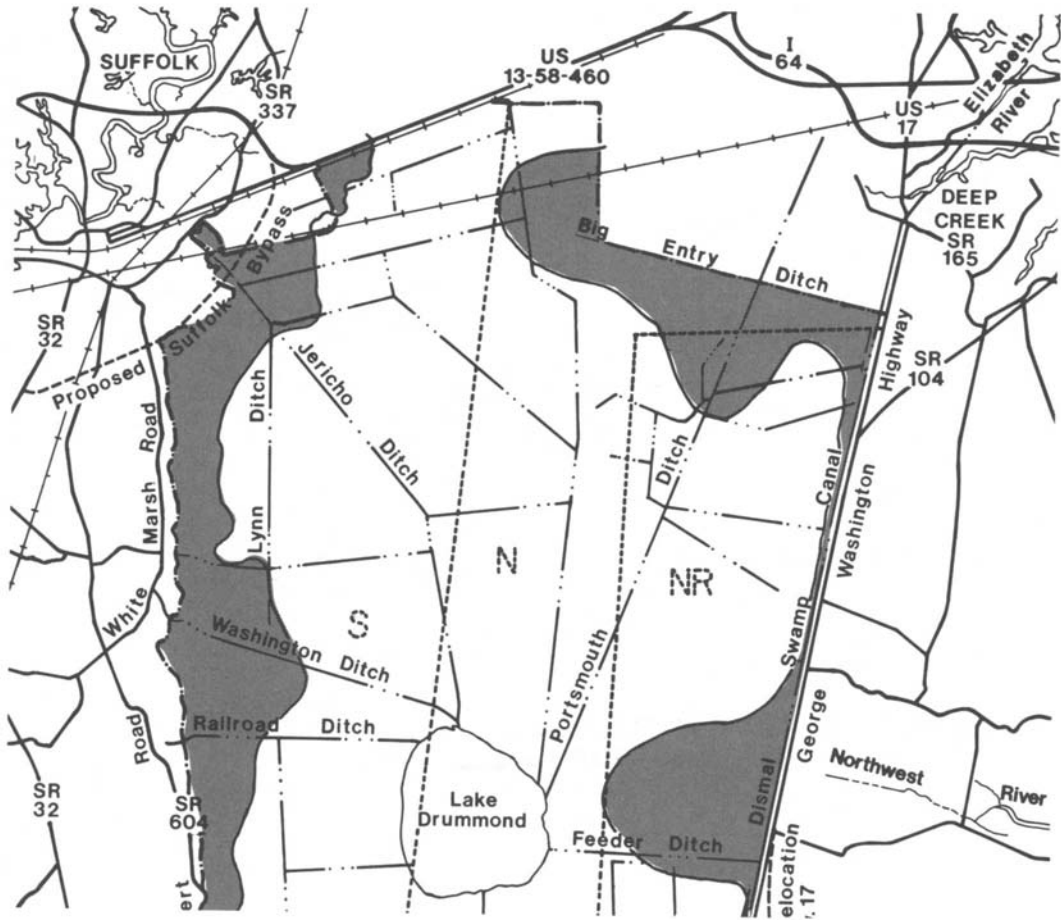 SUFFOLK
SR
337
US
13-58-460
I
64
Elizabeth
River
US
17
DEEP
CREEK
SR
165
Big
Entry
Ditch
Suffolk
Bypass
Proposed
SR
32
Highway
SR
104
Jericho
Ditch
Ditch
Lynn
Marsh
Road
Ditch
Canal
Washington
N
NR
S
White
Washington
Ditch
Swamp
Portsmouth
Railroad
Ditch
Road
George
Northwest
River
SR
32
SR
604
Lake
Drummond
Dismal
Feeder
Ditch
ert
elocation
17